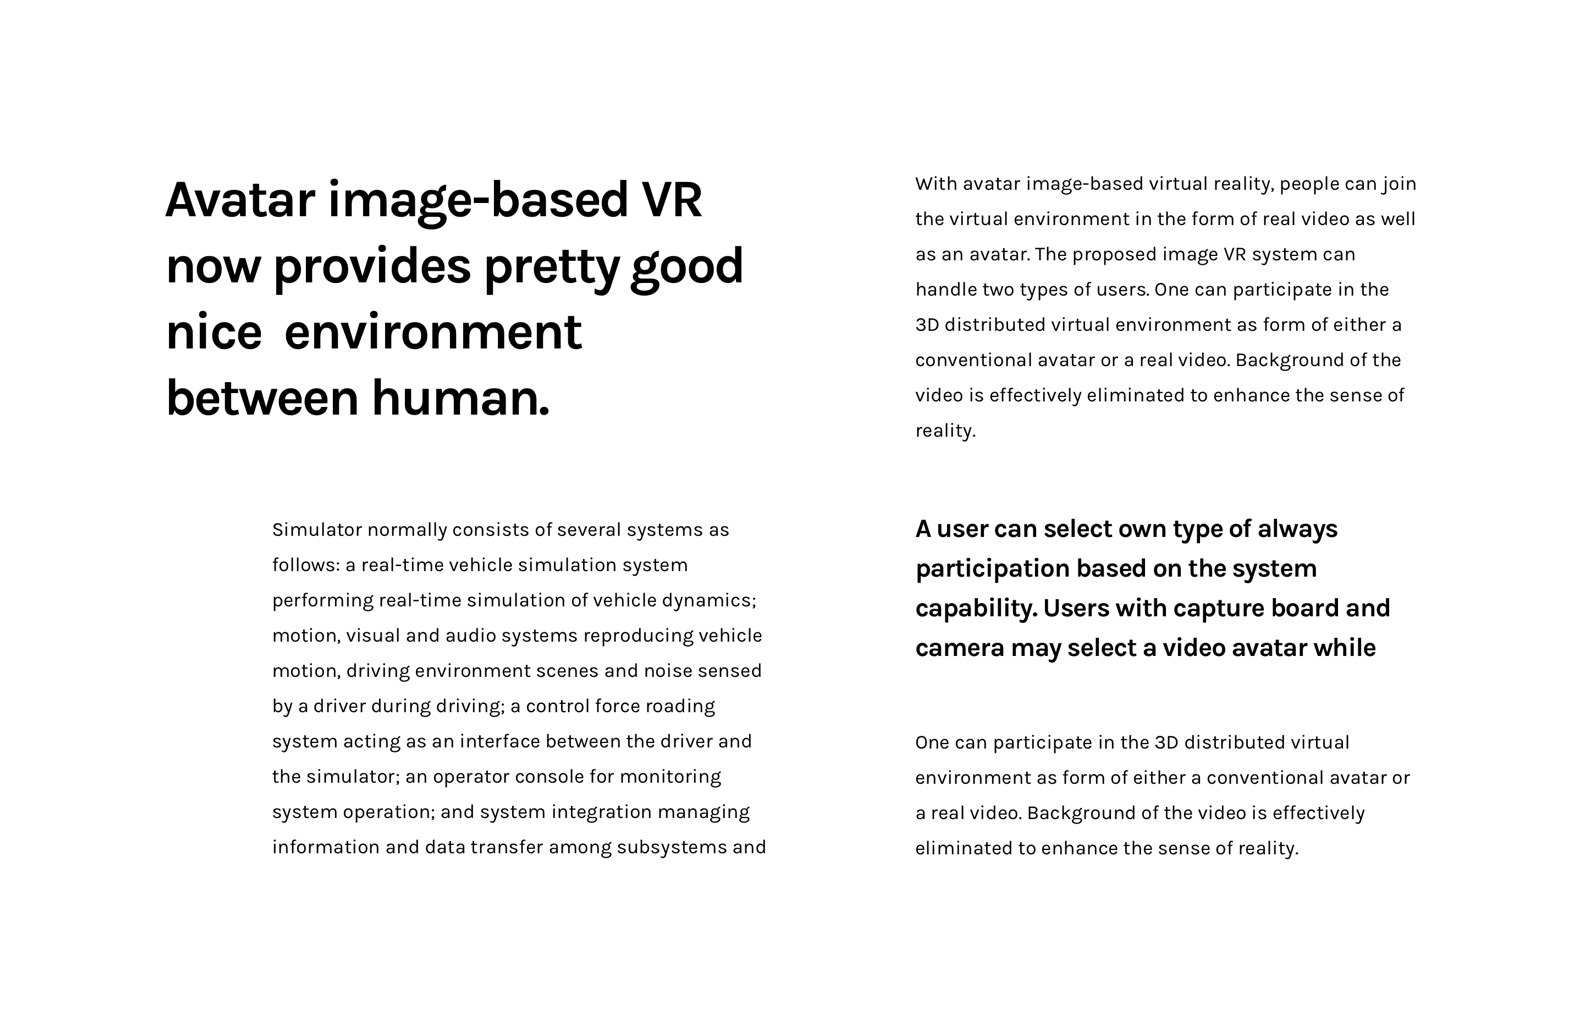 Avatar image-based VR
now provides pretty good
nice  environment
between human.
Simulator normally consists of several systems as
follows: a real-time vehicle simulation system
performing real-time simulation of vehicle dynamics;
motion, visual and audio systems reproducing vehicle
motion, driving environment scenes and noise sensed
by a driver during driving; a control force roading
system acting as an interface between the driver and
the simulator; an operator console for monitoring
system operation; and system integration managing
information and data transfer among subsystems and
With avatar image-based virtual reality, people can join
the virtual environment in the form of real video as well
as an avatar. The proposed image VR system can
handle two types of users. One can participate in the
3D distributed virtual environment as form of either a
conventional avatar or a real video. Background of the
video is effectively eliminated to enhance the sense of
reality.
A user can select own type of always
participation based on the system
capability. Users with capture board and
camera may select a video avatar while
One can participate in the 3D distributed virtual
environment as form of either a conventional avatar or
a real video. Background of the video is effectively
eliminated to enhance the sense of reality.